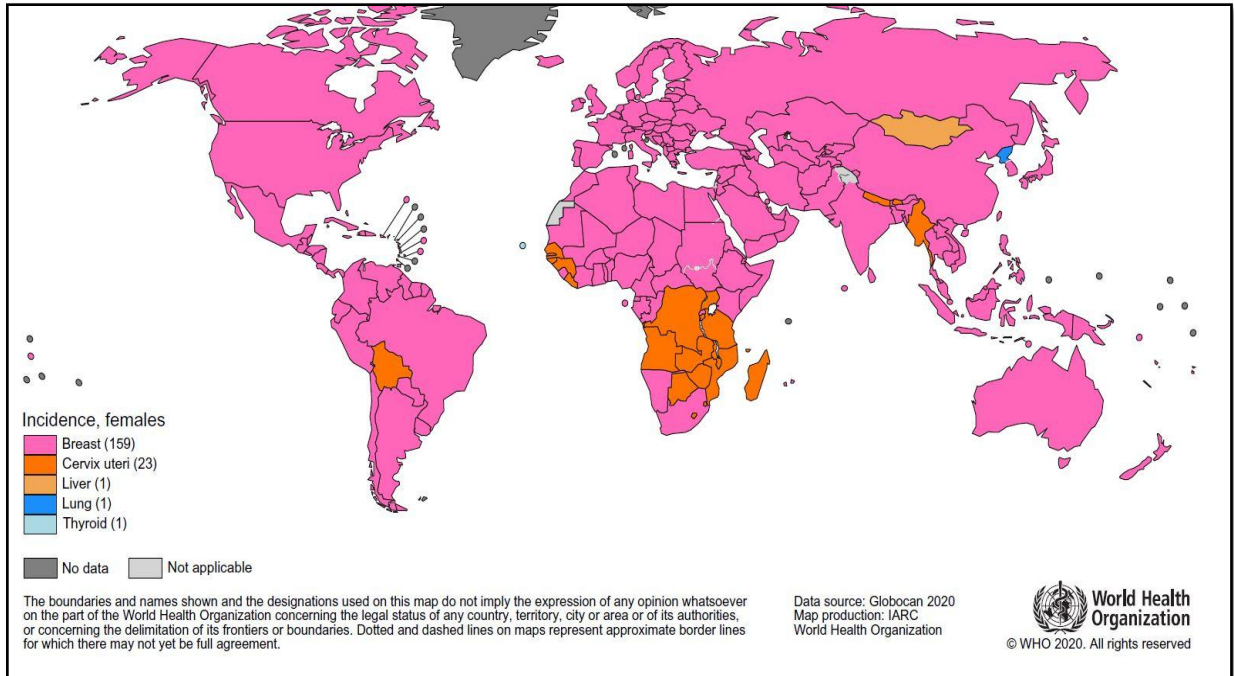 Incidence, females
Breast (159)
Cervix uteri (23)
Liver (1)
Lung (1)
Thyroid (1)
No data
Not applicable
The boundaries and names shown and the designations used on this map do not imply the expression of any opinion whatsoever
on the part of the World Health Organization concerning the legal status of any country, territory, city or area or of its authorities,
or concerning the delimitation of its frontiers or boundaries. Dotted and dashed lines on maps represent approximate border lines
for which there may not yet be full agreement.
Data source: Globocan 2020
Map production: IARC
World Health Organization
World Health
Organization
© WHO 2020. All rights reserved